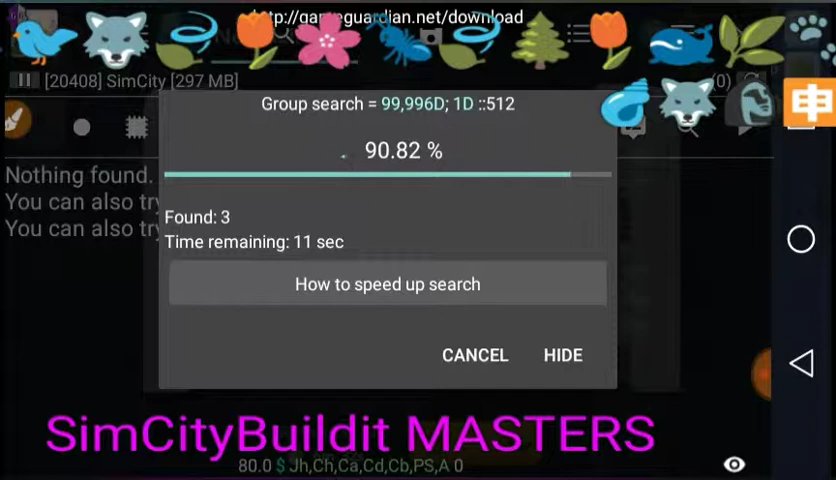 http://gameguardian.net/download
[20408] SimCity [297 MB]
(0)
Group search = 99,996D; 1D ::512
申
90.82 %
Nothing found.
You can also try
You can also try
Found: 3
Time remaining: 11 sec
How to speed up search
CANCEL HIDE
SimCityBuildit MASTERS
80.0 $ Jh,Ch,Ca,Cd,Cb,PS,A 0